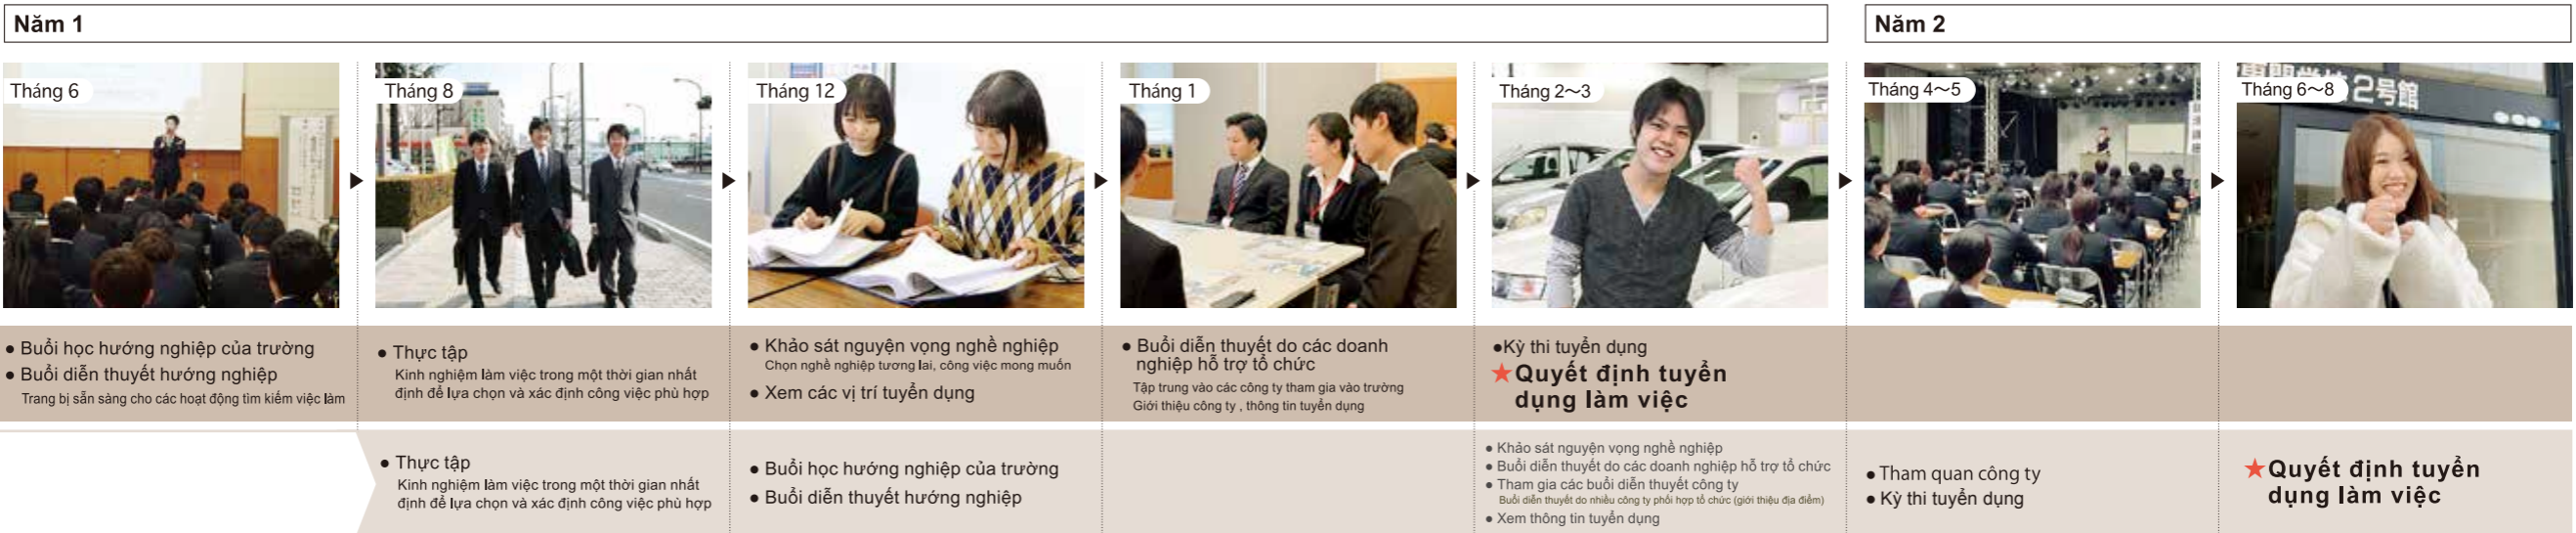 Năm 1
Năm 2
Tháng 6
Tháng 8
Tháng 12
Tháng 1
Tháng 2～3
Tháng 4～5
Tháng 6～8
2号館
● Buổi học hướng nghiệp của trường
● Buổi diễn thuyết hướng nghiệp
Trang bị sẵn sàng cho các hoạt động tìm kiếm việc làm
● Thực tập
Kinh nghiệm làm việc trong một thời gian nhất
định để lựa chọn và xác định công việc phù hợp
● Khảo sát nguyện vọng nghề nghiệp
Chọn nghề nghiệp tương lai, công việc mong muốn
● Xem các vị trí tuyển dụng
● Buổi diễn thuyết do các doanh
nghiệp hỗ trợ tổ chức
Tập trung vào các công ty tham gia vào trường
Giới thiệu công ty , thông tin tuyển dụng
●Kỳ thi tuyển dụng
★Quyết định tuyển
dụng làm việc
● Thực tập
Kinh nghiệm làm việc trong một thời gian nhất
định để lựa chọn và xác định công việc phù hợp
● Buổi học hướng nghiệp của trường
● Buổi diễn thuyết hướng nghiệp
● Khảo sát nguyện vọng nghề nghiệp
● Buổi diễn thuyết do các doanh nghiệp hỗ trợ tổ chức
● Tham gia các buổi diễn thuyết công ty
Buổi diễn thuyết do nhiều công ty phối hợp tổ chức (giới thiệu địa điểm)
● Xem thông tin tuyển dụng
● Tham quan công ty
● Kỳ thi tuyển dụng
★Quyết định tuyển
dụng làm việc